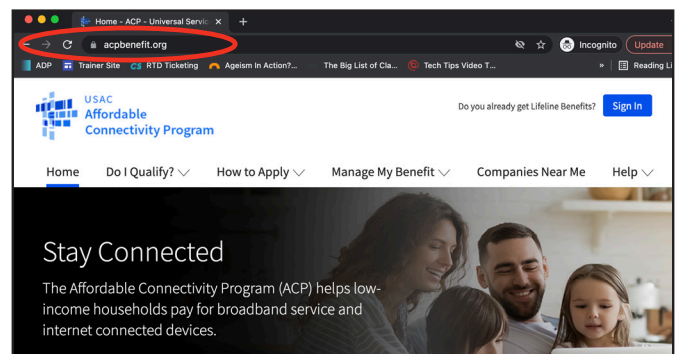 Home - ACP - Universal Servic
acpbenefit.org
Incognito
Update
ADP
Trainer Site
CS RTD Ticketing
Ageism In Action?...
The Big List of Cla...
Tech Tips Video T...
»
Reading Li
USAC
Affordable
Connectivity Program
Do you already get Lifeline Benefits?
Sign In
Home
Do I Qualify?
How to Apply
Manage My Benefit
Companies Near Me
Help
Stay Connected
The Affordable Connectivity Program (ACP) helps low-
income households pay for broadband service and
internet connected devices.